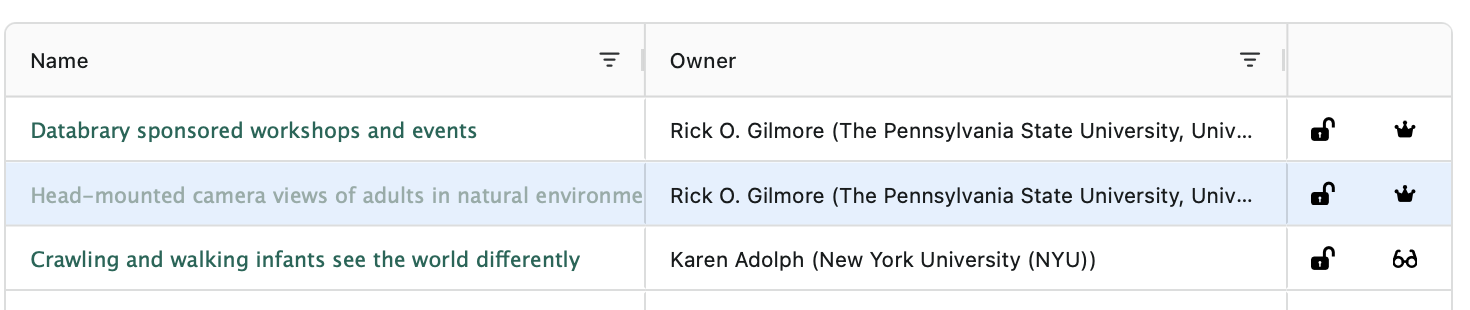 Name Owner
Databrary sponsored workshops and events Rick O. Gilmore (The Pennsylvania State University, Univ...
Head-mounted camera views of adults in natural environme Rick O. Gilmore (The Pennsylvania State University, Univ...
Crawling and walking infants see the world differently Karen Adolph (New York University (NYU))